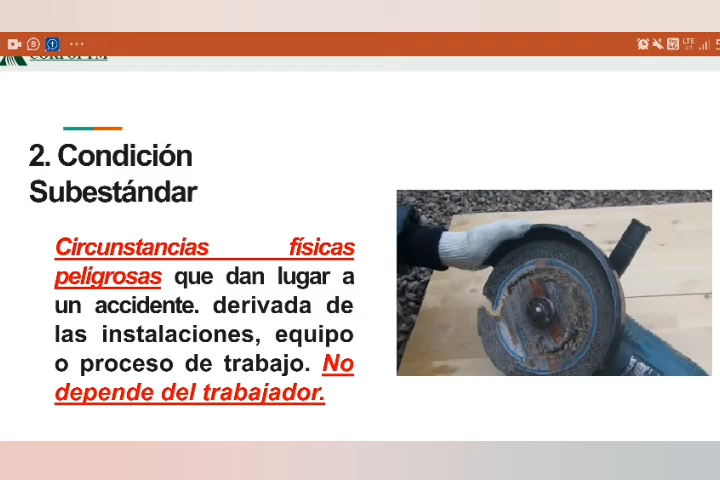 LTE
2. Condición
Subestándar
Circunstancias físicas
peligrosas que dan lugar a
un accidente. derivada de
las instalaciones, equipo
o proceso de trabajo. No
depende del trabajador.